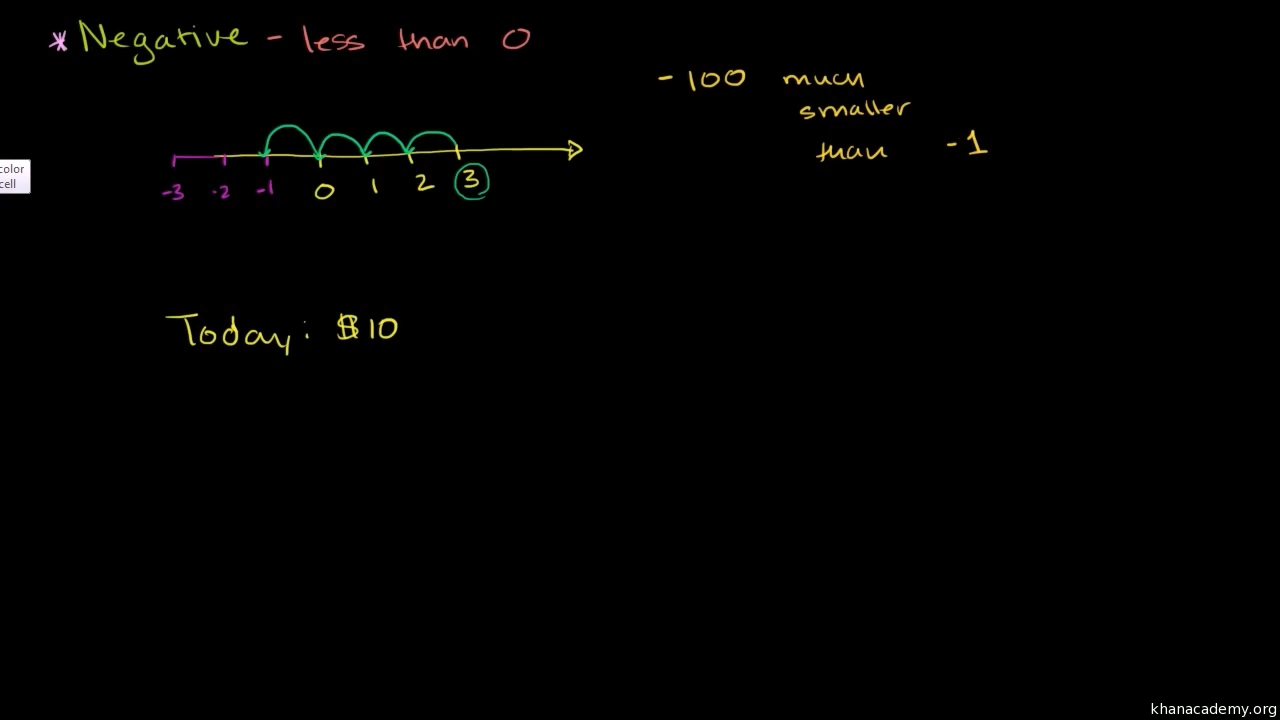 * Negative - less than 0
- 100 much
smaller
than -1
color
cell
-3 -2 -1 0 1 2 3
Today: $10
khanacademy.org